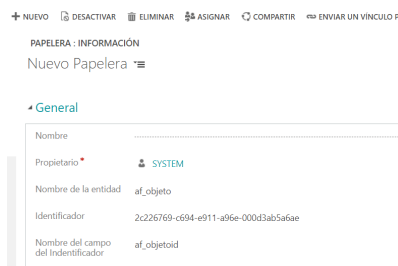 NUEVO DESACTIVAR ELIMINAR ASIGNAR COMPARTIR ENVIAR UN VÍNCULO
PAPELERA : INFORMACIÓN
Nuevo Papelera
General
Nombre
Propietario * SYSTEM
Nombre de la entidad af_objeto
Identificador 2c226769-c694-e911-a96e-000d3ab5a6ae
Nombre del campo af_objetoid
del Indentificador